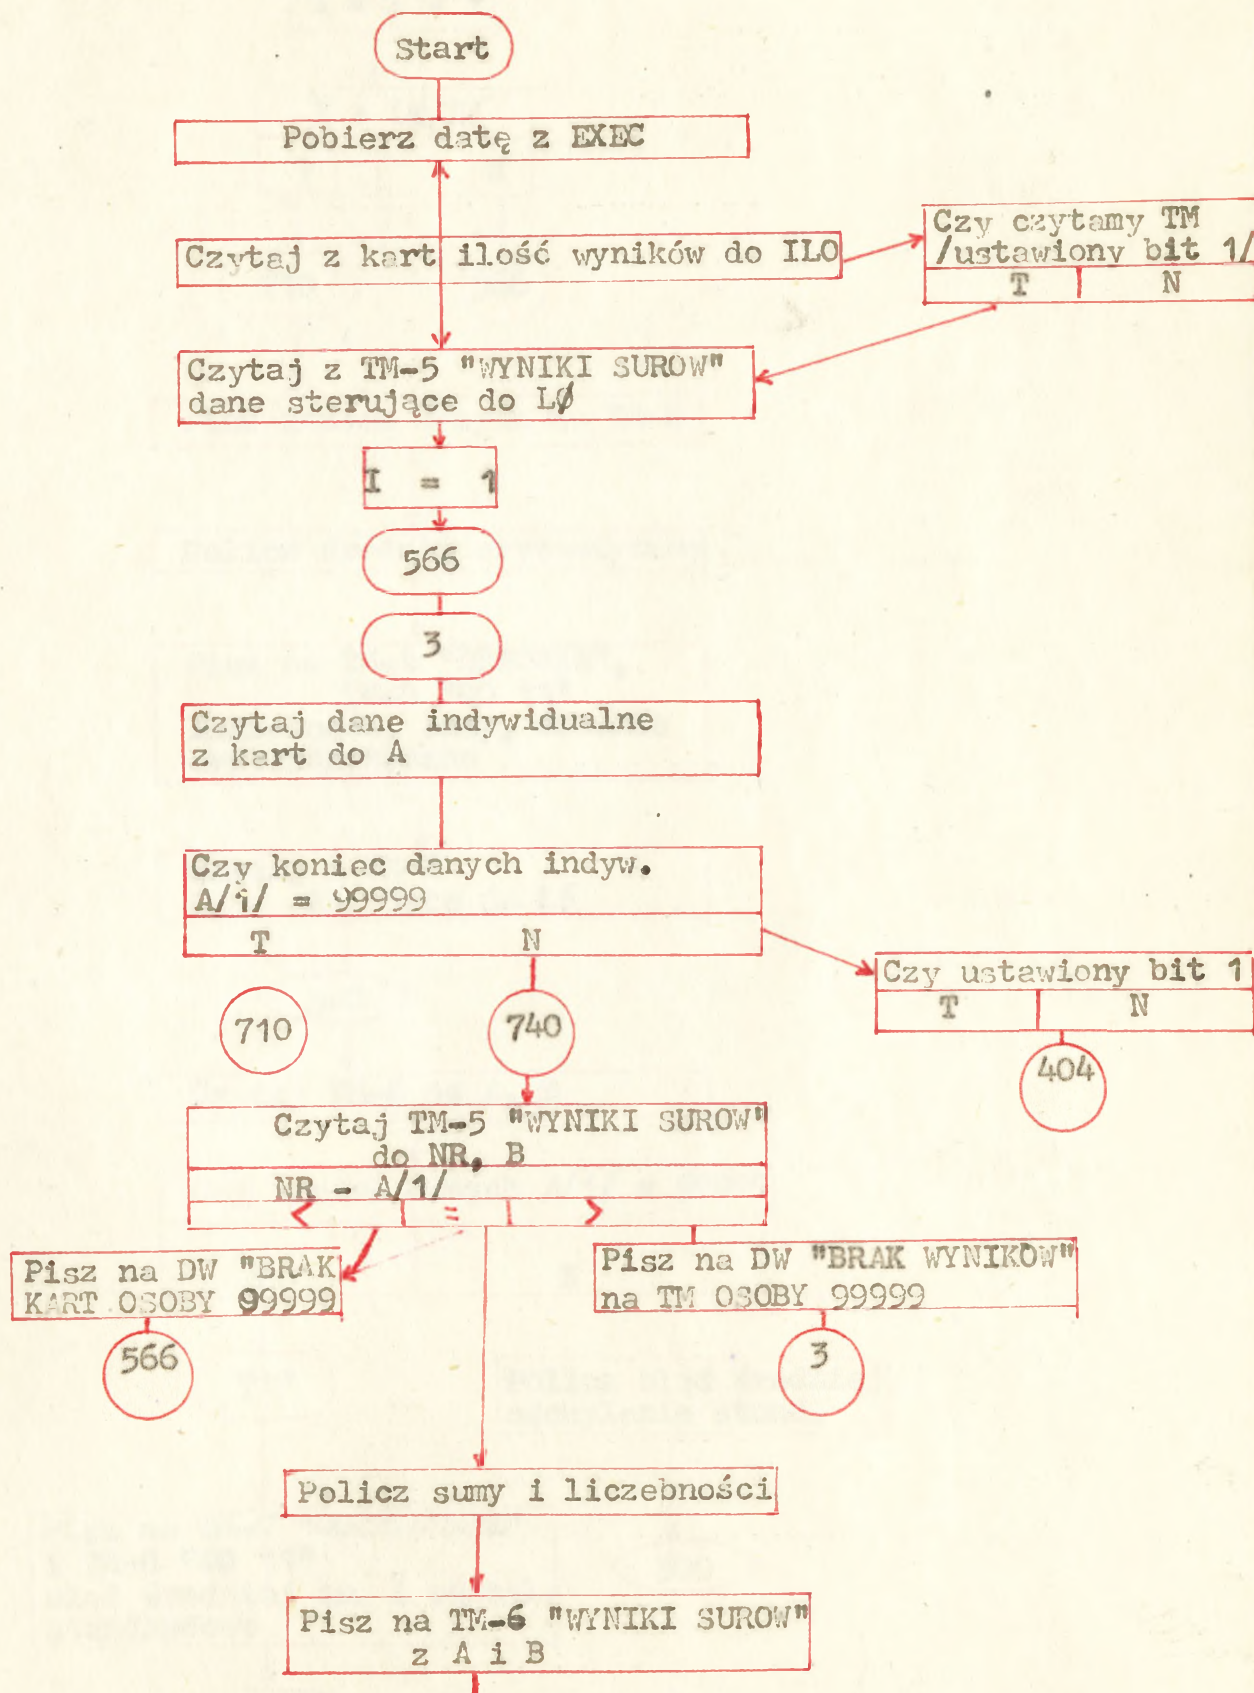 Start
Pobierz datę z EXEC
Czytaj z kart ilość wyników do ILO
Czy czytamy TM
/ustawiony bit 1/
T N
Czytaj z TM-5 "WYNIKI SUROW"
dane sterujące do LØ
I = 1
566
3
Czytaj dane indywidualne
z kart do A
Czy koniec danych indyw.
A/1/ = 99999
T N
Czy ustawiony bit 1
T N
710
740
404
Czytaj TM-5 "WYNIKI SUROW"
do NR, B
NR - A/1/
< = >
Pisz na DW "BRAK
KART OSOBY 99999
Pisz na DW "BRAK WYNIKÓW"
na TM OSOBY 99999
566
3
Policz sumy i liczebności
Pisz na TM-6 "WYNIKI SUROW"
z A i B